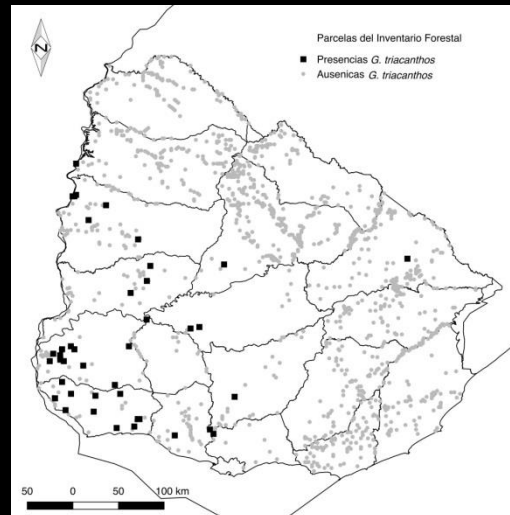 N
Parcelas del Inventario Forestal
Presencias G. triacanthos
Ausenicas G. triacanthos
50 0 50 100 km